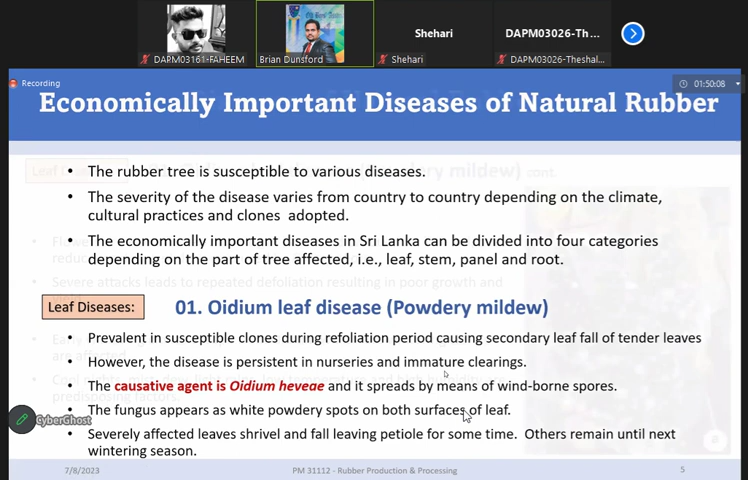 Shehari
DAPM03026-Th...
DARM03161-FAHEEM
Brian Dunsford
Shehari
DAPM03026-Theshal...
Recording
01:50:08
Economically Important Diseases of Natural Rubber
• The rubber tree is susceptible to various diseases.
• The severity of the disease varies from country to country depending on the climate,
cultural practices and clones adopted.
• The economically important diseases in Sri Lanka can be divided into four categories
depending on the part of tree affected, i.e., leaf, stem, panel and root.
Leaf Diseases:
01. Oidium leaf disease (Powdery mildew)
• Prevalent in susceptible clones during refoliation period causing secondary leaf fall of tender leaves
• However, the disease is persistent in nurseries and immature clearings.
• The causative agent is Oidium heveae and it spreads by means of wind-borne spores.
• The fungus appears as white powdery spots on both surfaces of leaf.
CyberGhost
• Severely affected leaves shrivel and fall leaving petiole for some time. Others remain until next
wintering season.
7/8/2023
PM 31112 - Rubber Production & Processing
5